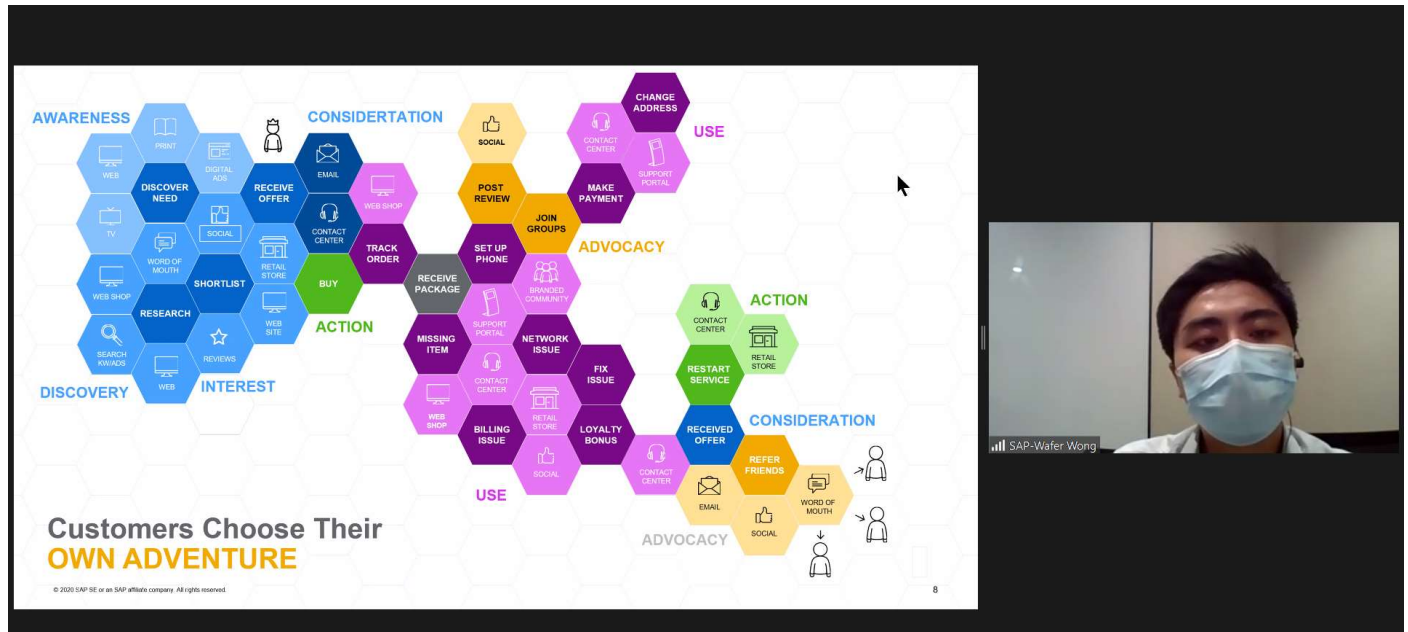 AWARENESS
PRINT
WEB
DIGITAL
ADS
DISCOVER
NEED
TV
SOCIAL
WORD OF
MOUTH
WEB SHOP
SHORTLIST
RESEARCH
SEARCH
KW/ADS
WEB
REVIEWS
DISCOVERY
INTEREST
CONSIDERTATION
RECEIVE
OFFER
EMAIL
CONTACT
CENTER
RETAIL
STORE
WEB
SITE
BUY
ACTION
WEB SHOP
TRACK
ORDER
RECEIVE
PACKAGE
SOCIAL
POST
REVIEW
JOIN
GROUPS
ADVOCACY
SET UP
PHONE
BRANDED
COMMUNITY
CHANGE
ADDRESS
CONTACT
CENTER
USE
SUPPORT
PORTAL
MAKE
PAYMENT
MISSING
ITEM
SUPPORT
PORTAL
NETWORK
ISSUE
CONTACT
CENTER
WEB
SHOP
RETAIL
STORE
FIX
ISSUE
BILLING
ISSUE
LOYALTY
BONUS
SOCIAL
USE
CONTACT
CENTER
CONTACT
CENTER
ACTION
RETAIL
STORE
RESTART
SERVICE
CONSIDERATION
RECEIVED
OFFER
REFER
FRIENDS
EMAIL
SOCIAL
WORD OF
MOUTH
ADVOCACY
Customers Choose Their
OWN ADVENTURE
© 2020 SAP SE or an SAP affiliate company. All rights reserved.
8
SAP-Wafer Wong